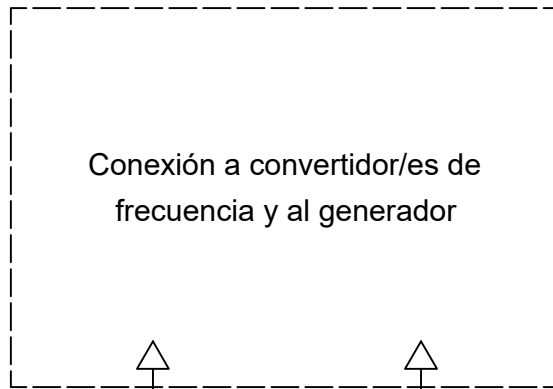 Conexión a convertidor/es de
frecuencia y al generador